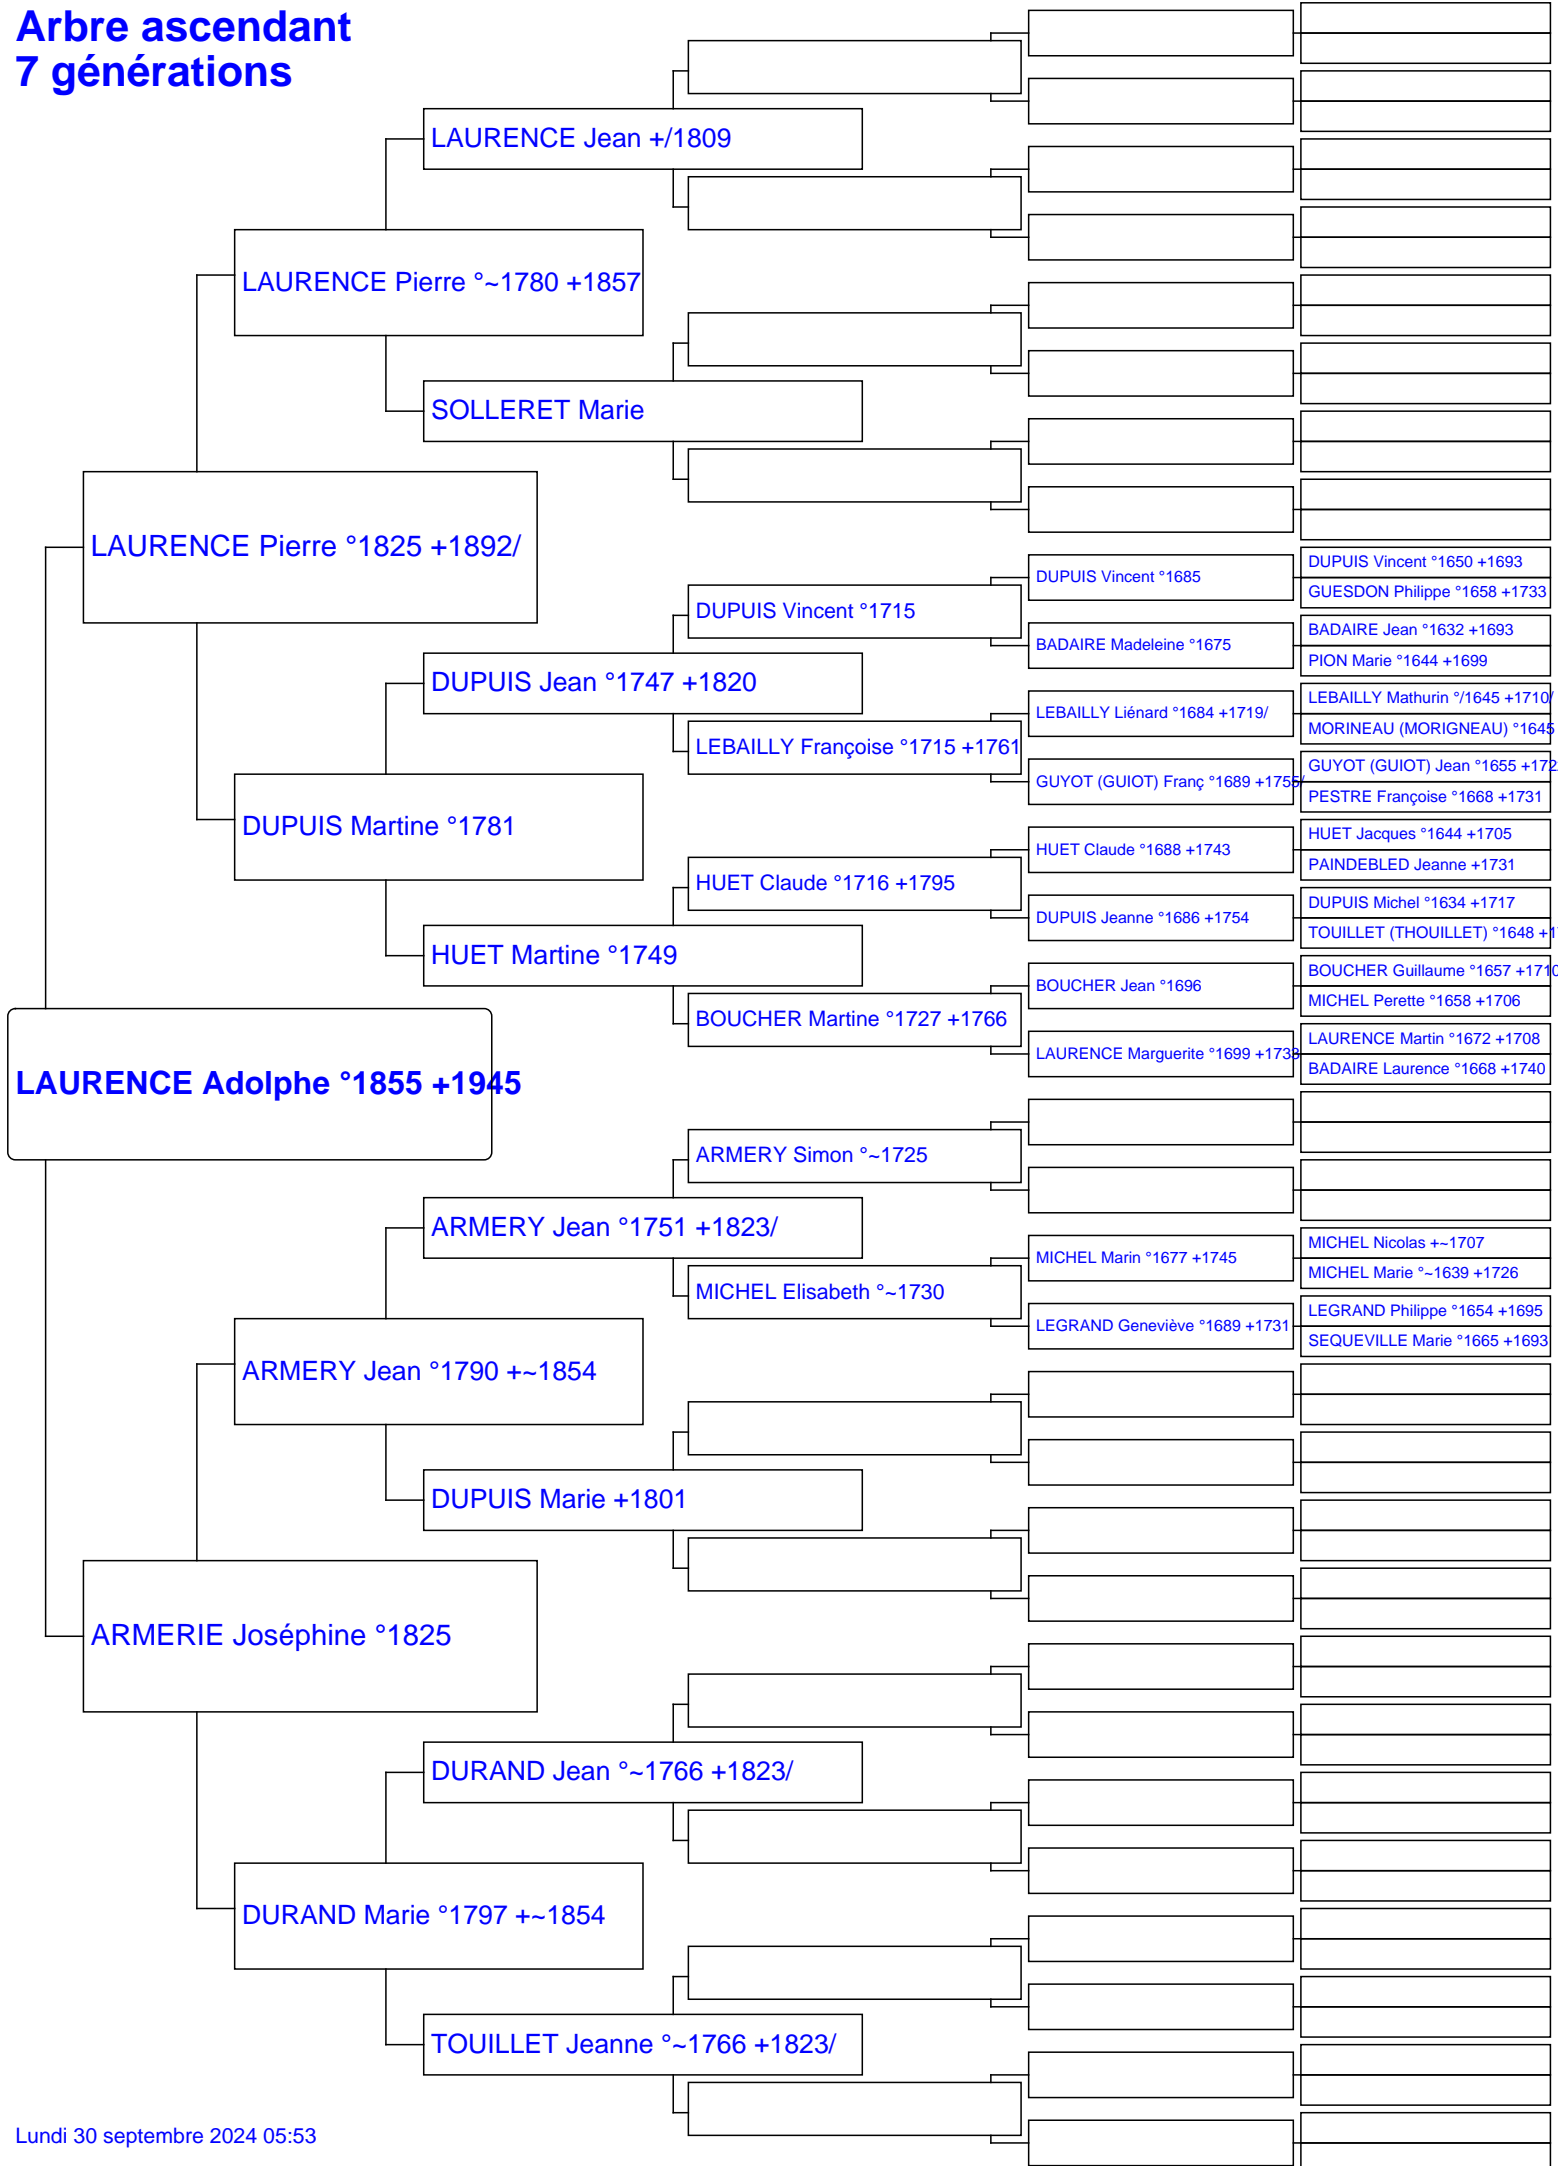 Arbre ascendant
7 générations
LAURENCE Jean +/1809
LAURENCE Pierre °~1780 +1857
SOLLERET Marie
LAURENCE Pierre °1825 +1892/
DUPUIS Vincent °1650 +1693
DUPUIS Vincent °1685
GUESDON Philippe °1658 +1733
DUPUIS Vincent °1715
BADAIRE Jean °1632 +1693
BADAIRE Madeleine °1675
PION Marie °1644 +1699
DUPUIS Jean °1747 +1820
LEBAILLY Mathurin °/1645 +1710/
LEBAILLY Liénard °1684 +1719/
MORINEAU (MORIGNEAU) °1645
LEBAILLY Françoise °1715 +1761
GUYOT (GUIOT) Jean °1655 +172
GUYOT (GUIOT) Franç °1689 +1755/
PESTRE Françoise °1668 +1731
DUPUIS Martine °1781
HUET Jacques °1644 +1705
HUET Claude °1688 +1743
PAINDEBLED Jeanne +1731
HUET Claude °1716 +1795
DUPUIS Michel °1634 +1717
DUPUIS Jeanne °1686 +1754
TOUILLET (THOUILLET) °1648 +1
HUET Martine °1749
BOUCHER Guillaume °1657 +1710
BOUCHER Jean °1696
MICHEL Perette °1658 +1706
BOUCHER Martine °1727 +1766
LAURENCE Martin °1672 +1708
LAURENCE Marguerite °1699 +1733
BADAIRE Laurence °1668 +1740
LAURENCE Adolphe °1855 +1945
ARMERY Simon °~1725
ARMERY Jean °1751 +1823/
MICHEL Nicolas +~1707
MICHEL Marin °1677 +1745
MICHEL Marie °~1639 +1726
MICHEL Elisabeth °~1730
LEGRAND Philippe °1654 +1695
LEGRAND Geneviève °1689 +1731
SEQUEVILLE Marie °1665 +1693
ARMERY Jean °1790 +~1854
DUPUIS Marie +1801
ARMERIE Joséphine °1825
DURAND Jean °~1766 +1823/
DURAND Marie °1797 +~1854
TOUILLET Jeanne °~1766 +1823/
Lundi 30 septembre 2024 05:53